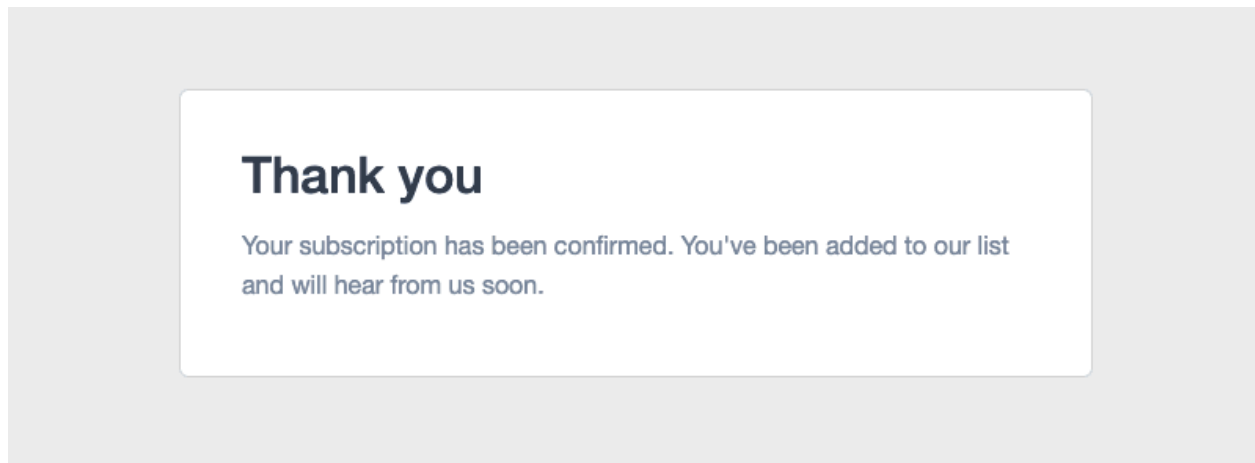 Thank you
Your subscription has been confirmed. You've been added to our list
and will hear from us soon.